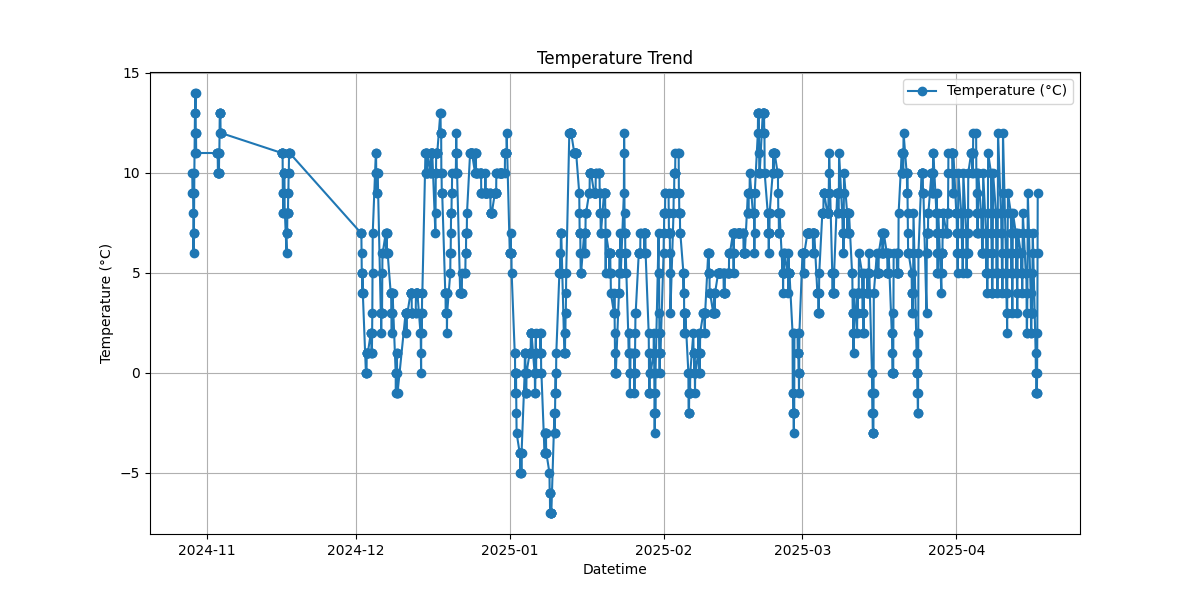 Temperature Trend
Temperature (°C)
15
10
5
0
−5
Temperature (°C)
2024-11
2024-12
2025-01
2025-02
2025-03
2025-04
Datetime